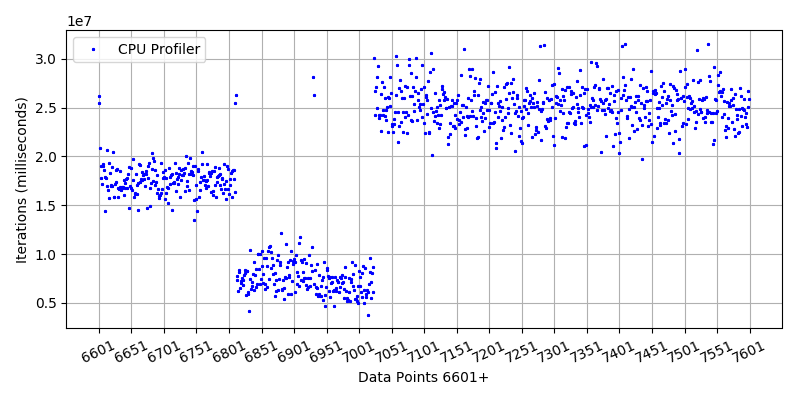 1e7
CPU Profiler
3.0
2.5
2.0
1.5
1.0
0.5
Iterations (milliseconds)
6601 6651 6701 6751 6801 6851 6901 6951 7001 7051 7101 7151 7201 7251 7301 7351 7401 7451 7501 7551 7601
Data Points 6601+